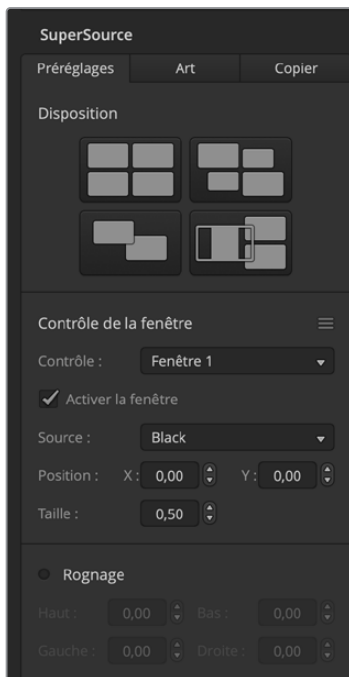 SuperSource
Préréglages Art Copier
Disposition
Contrôle de la fenêtre
Contrôle : Fenêtre 1
Activer la fenêtre
Source : Black
Position : X : 0,00 Y : 0,00
Taille : 0,50
Rognage
Haut : 0,00 Bas : 0,00
Gauche : 0,00 Droite : 0,00